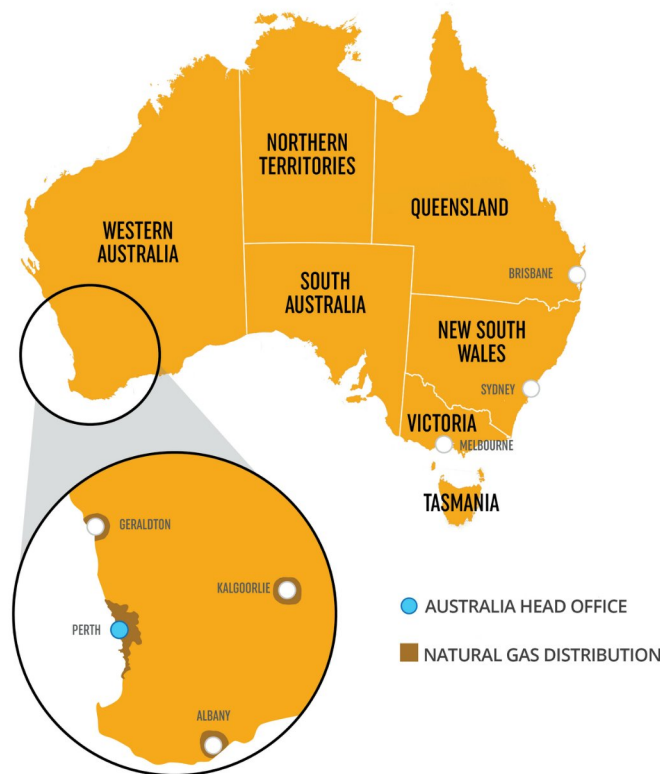 NORTHERN
TERRITORIES
QUEENSLAND
WESTERN
AUSTRALIA
BRISBANE
SOUTH
AUSTRALIA
NEW SOUTH
WALES
SYDNEY
VICTORIA
MELBOURNE
TASMANIA
GERALDTON
KALGOORLIE
PERTH
ALBANY
AUSTRALIA HEAD OFFICE
NATURAL GAS DISTRIBUTION